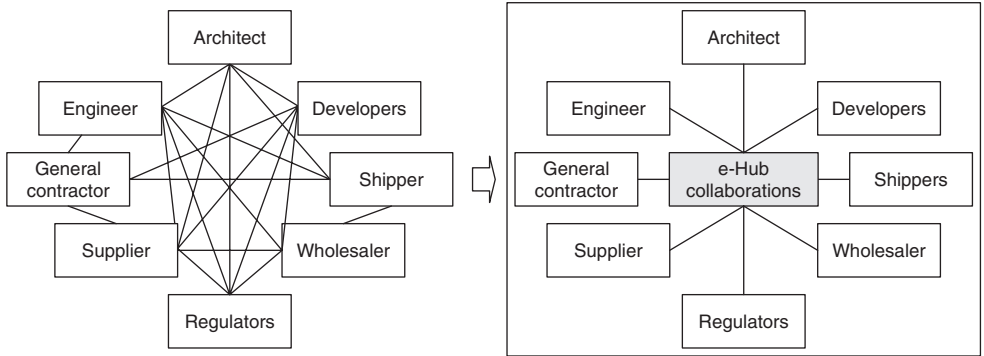 Architect
Engineer
Developers
General
contractor
Shipper
Supplier
Wholesaler
Regulators
Architect
Engineer
Developers
General
contractor
e-Hub
collaborations
Shippers
Supplier
Wholesaler
Regulators